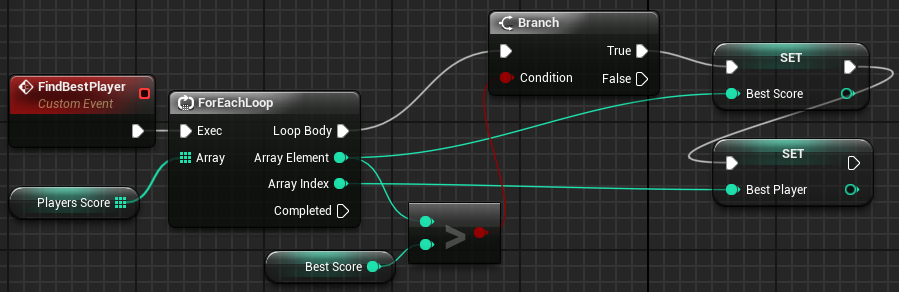 FindBestPlayer
Custom Event
Players Score
ForEachLoop
Exec
Loop Body
Array
Array Element
Array Index
Completed
Best Score
>
Branch
True
Condition
False
SET
Best Score
SET
Best Player